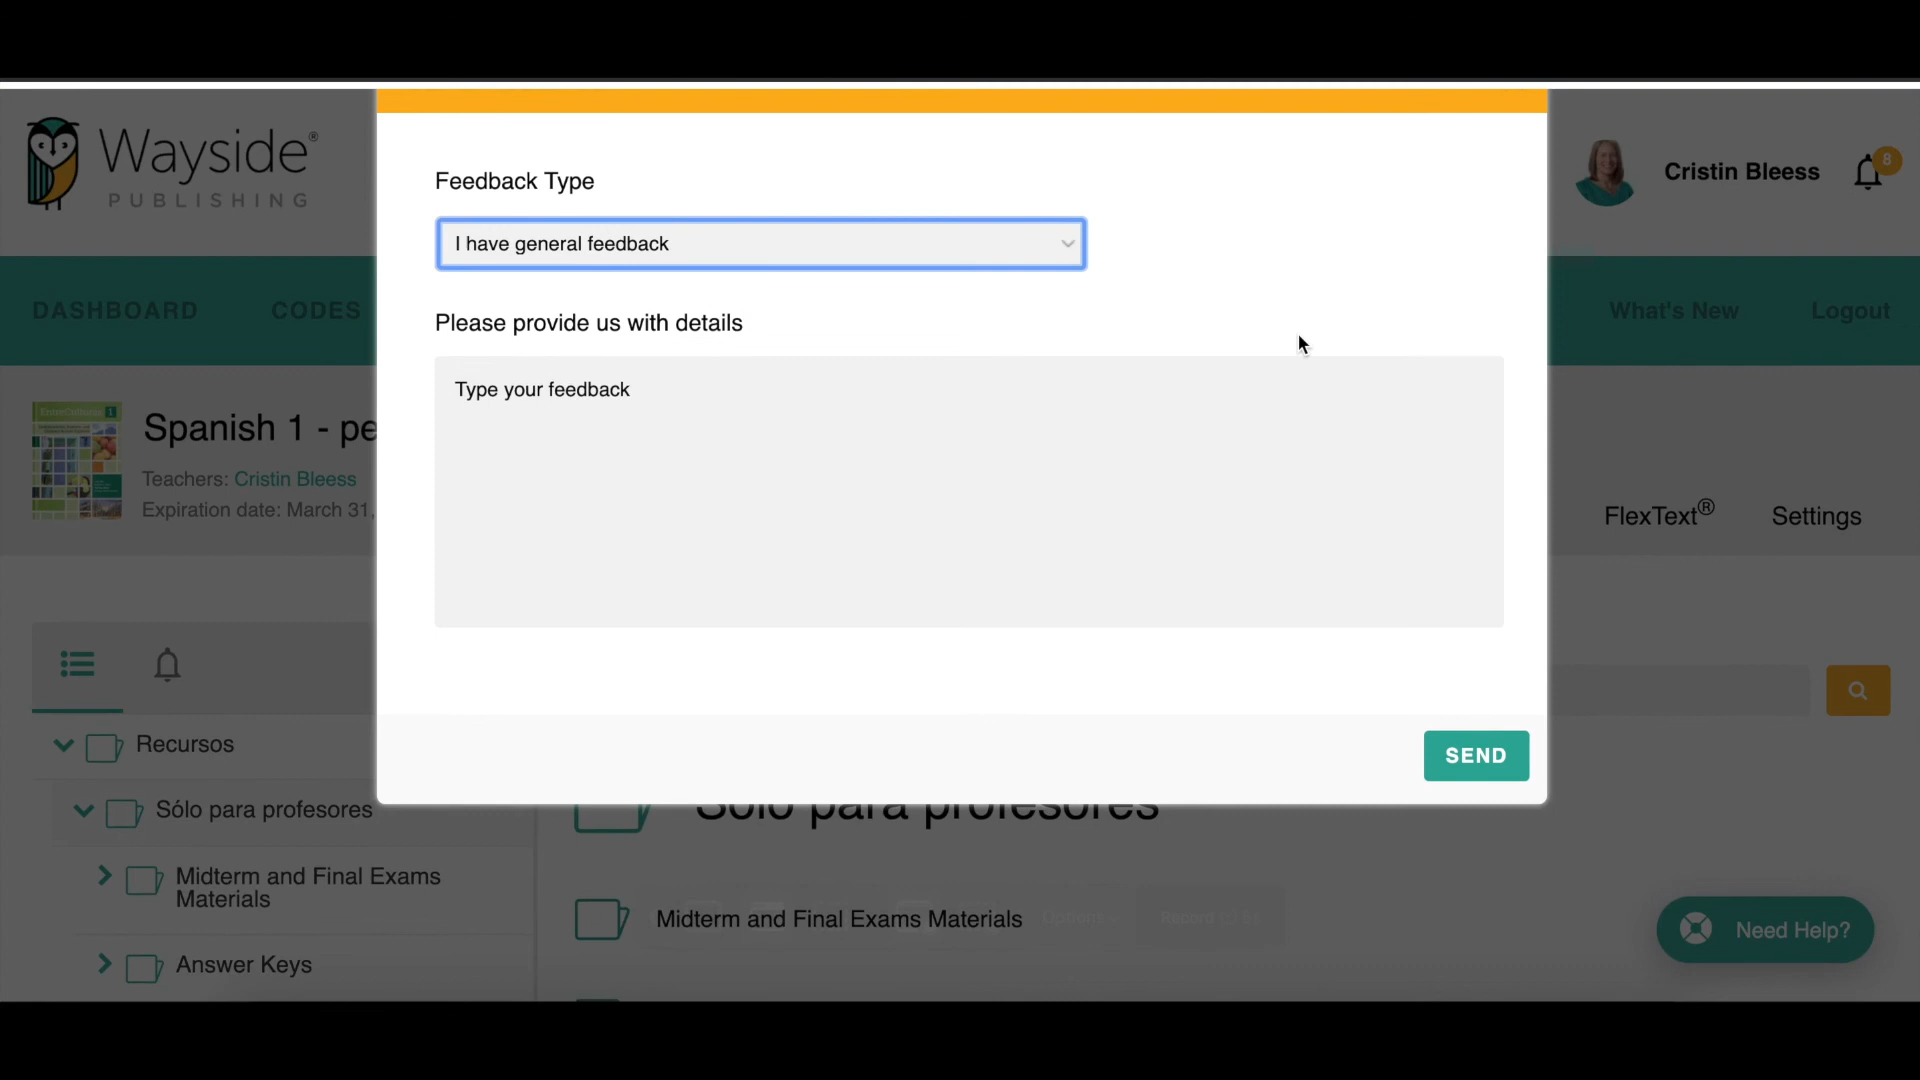 Wayside®
PUBLISHING
Cristin Bleess
8
DASHBOARD
CODES
What's New
Logout
Feedback Type
I have general feedback
Please provide us with details
Type your feedback
SEND
EntreCulturas 1
Spanish 1 - pe
Teachers: Cristin Bleess
Expiration date: March 31,
FlexText®
Settings
Recursos
Sólo para profesores
Midterm and Final Exams
Materials
Answer Keys
Sólo para profesores
Midterm and Final Exams Materials
Options
Need Help?